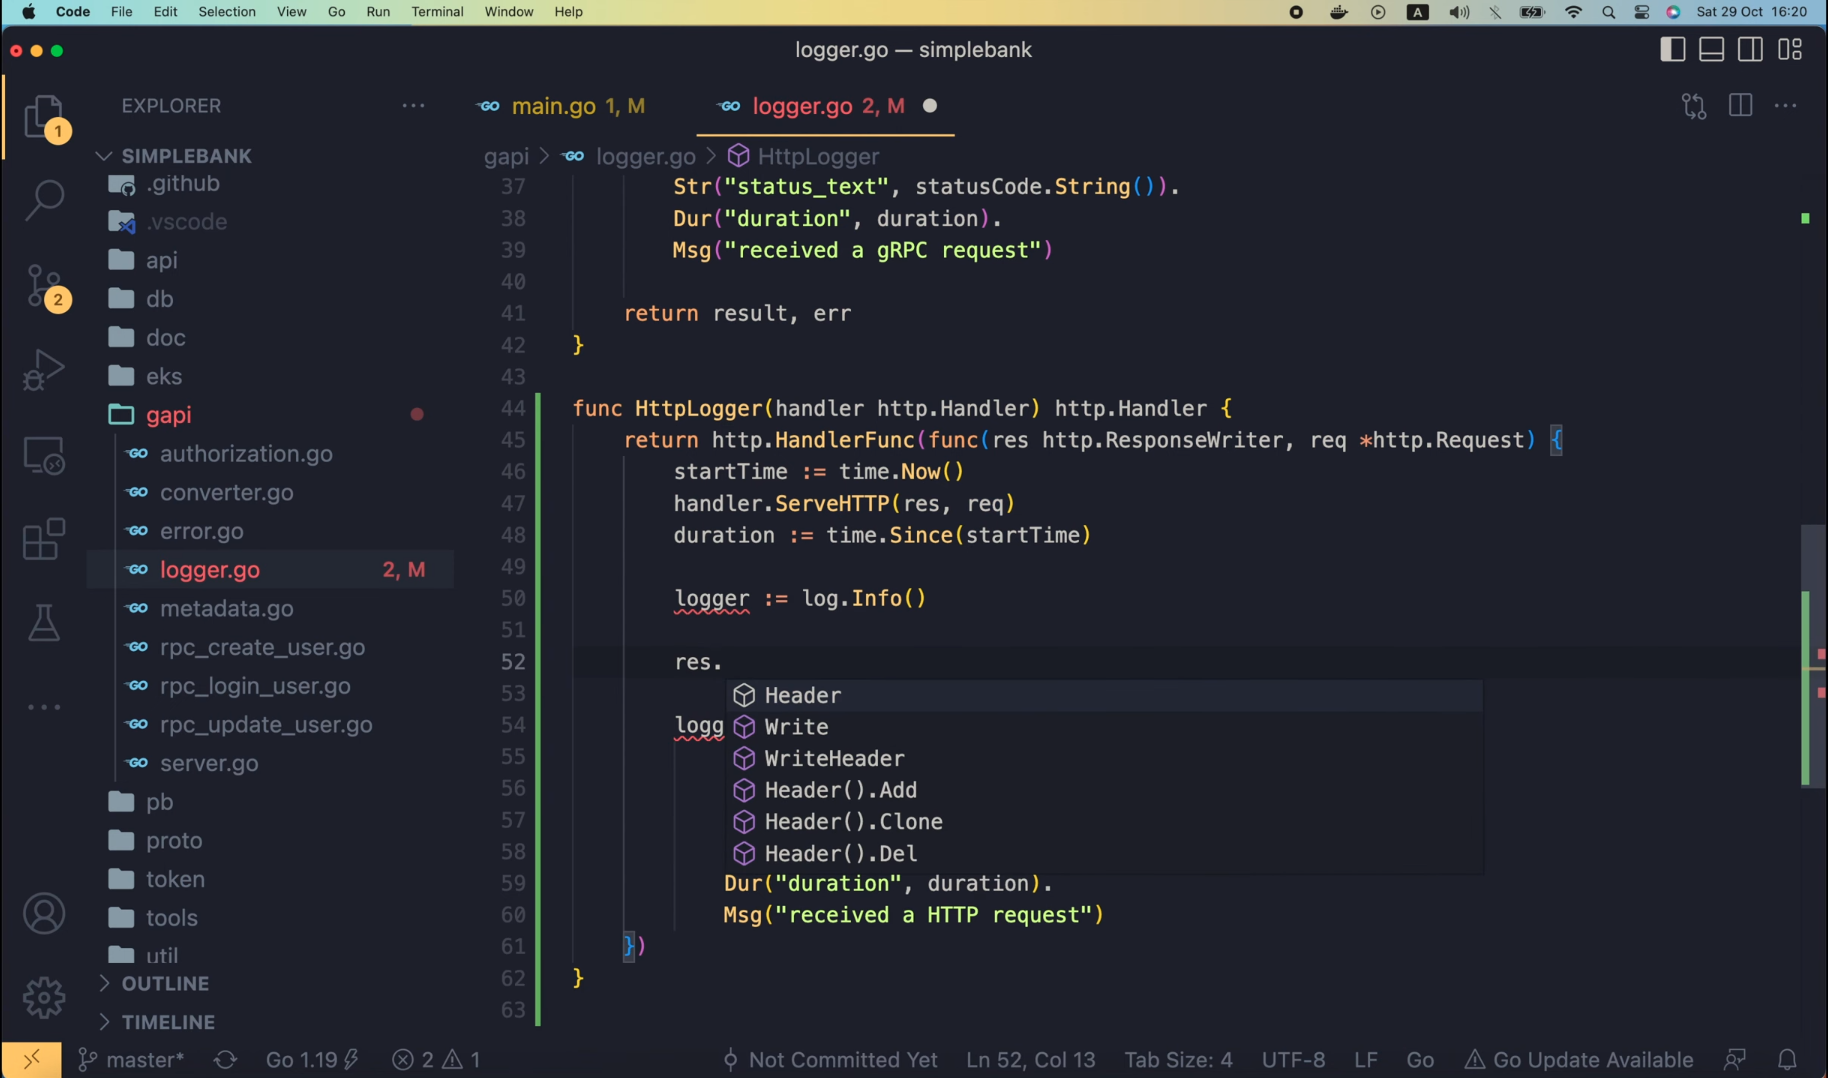 Code File Edit Selection View Go Run Terminal Window Help A Sat 29 Oct 16:20
logger.go — simplebank
1
2
EXPLORER ···
SIMPLEBANK
.github
.vscode
api
db
doc
eks
gapi
authorization.go
converter.go
error.go
logger.go 2, M
metadata.go
rpc_create_user.go
rpc_login_user.go
rpc_update_user.go
server.go
pb
proto
token
tools
util
OUTLINE
TIMELINE
main.go 1, M logger.go 2, M
gapi > logger.go > HttpLogger
37 Str("status_text", statusCode.String()).
38 Dur("duration", duration).
39 Msg("received a gRPC request")
40
41 return result, err
42 }
43
44 func HttpLogger(handler http.Handler) http.Handler {
45 return http.HandlerFunc(func(res http.ResponseWriter, req *http.Request) {
46 startTime := time.Now()
47 handler.ServeHTTP(res, req)
48 duration := time.Since(startTime)
49
50 logger := log.Info()
51
52 res.
53 Header
54 logg Write
55 WriteHeader
56 Header().Add
57 Header().Clone
58 Header().Del
59 Dur("duration", duration).
60 Msg("received a HTTP request")
61 })
62 }
63
master* Go 1.19 2 1 Not Committed Yet Ln 52, Col 13 Tab Size: 4 UTF-8 LF Go Go Update Available